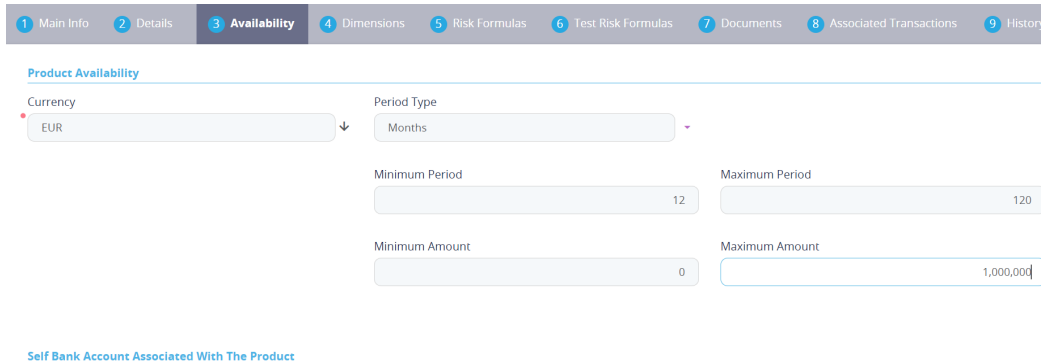 1 Main Info 2 Details 3 Availability 4 Dimensions 5 Risk Formulas 6 Test Risk Formulas 7 Documents 8 Associated Transactions 9 History
Product Availability
Currency Period Type
EUR Months
Minimum Period Maximum Period
12 120
Minimum Amount Maximum Amount
0 1,000,000
Self Bank Account Associated With The Product